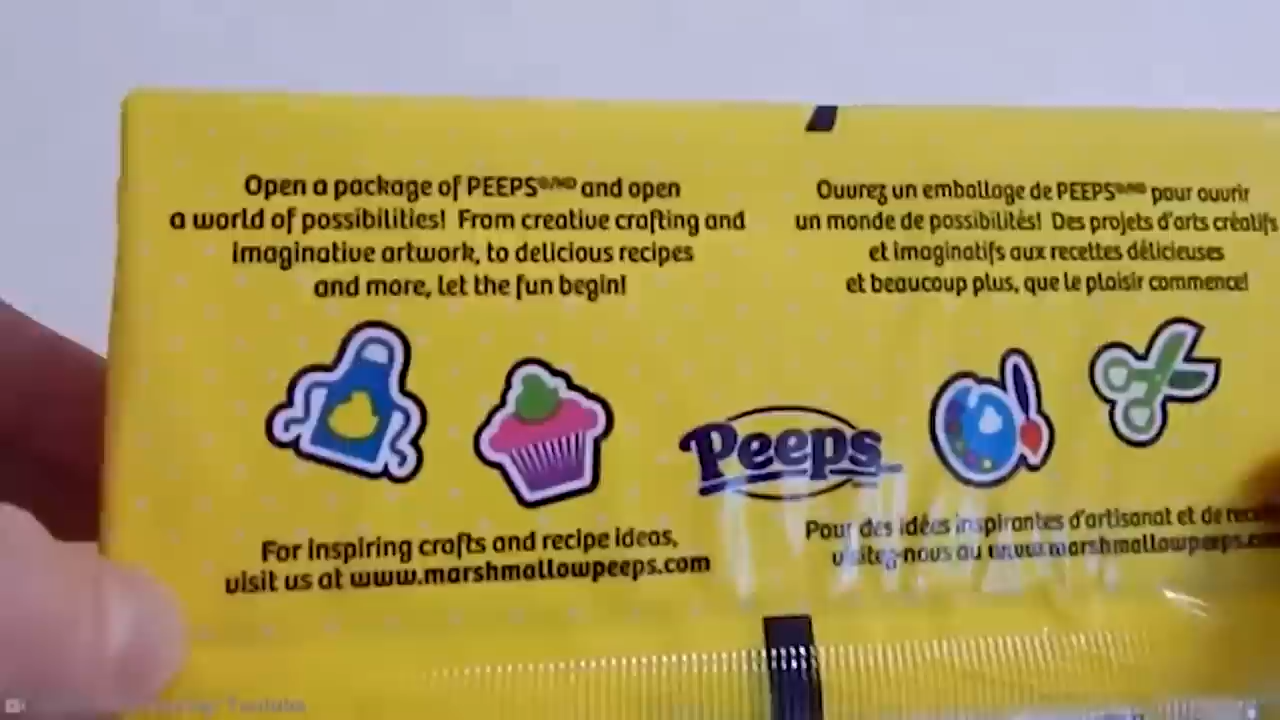 Open a package of PEEPS®/MD and open
a world of possibilities! From creative crafting and
imaginative artwork, to delicious recipes
and more, let the fun begin!
Ouvrez un emballage de PEEPS®/MD pour ouvrir
un monde de possibilités! Des projets d'arts créatifs
et imaginatifs aux recettes délicieuses
et beaucoup plus, que le plaisir commence!
Peeps
For inspiring crafts and recipe ideas,
visit us at www.marshmallowpeeps.com
Pour des idées inspirantes d'artisanat et de
visitez-nous au www.marshmallowpeeps.com
Youtube